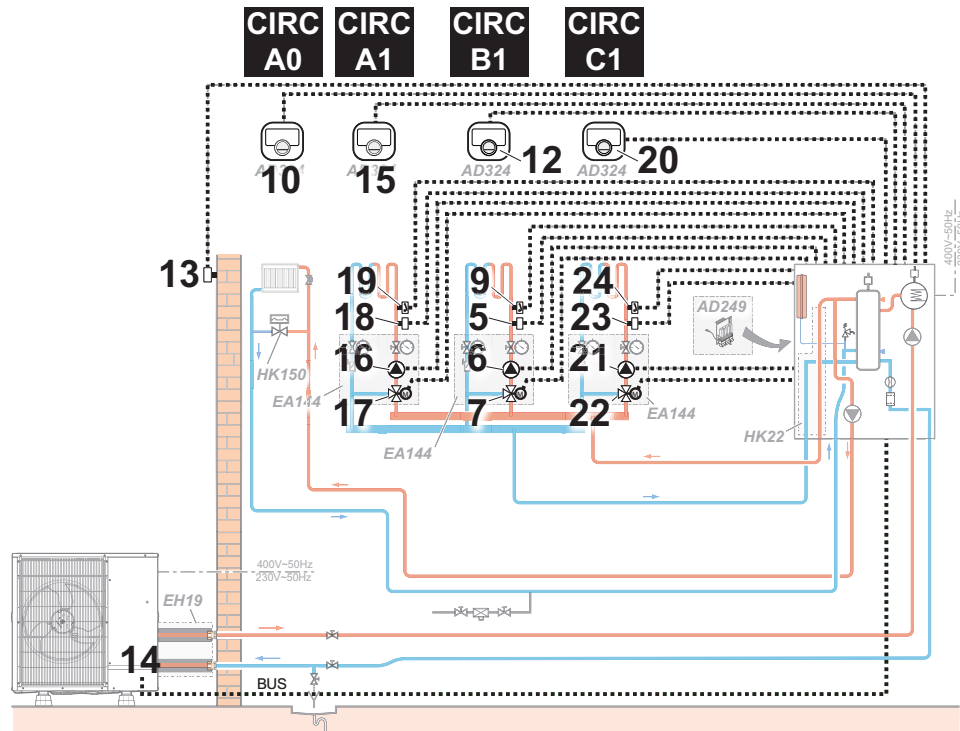 CIRC A0
CIRC A1
CIRC B1
CIRC C1
10
15
AD324
12
AD324
20
13
19
9
24
18
5
23
AD249
400V~50Hz
HK150
16
6
21
EA144
17
7
22
EA144
EA144
HK22
400V~50Hz
230V~50Hz
EH19
14
BUS